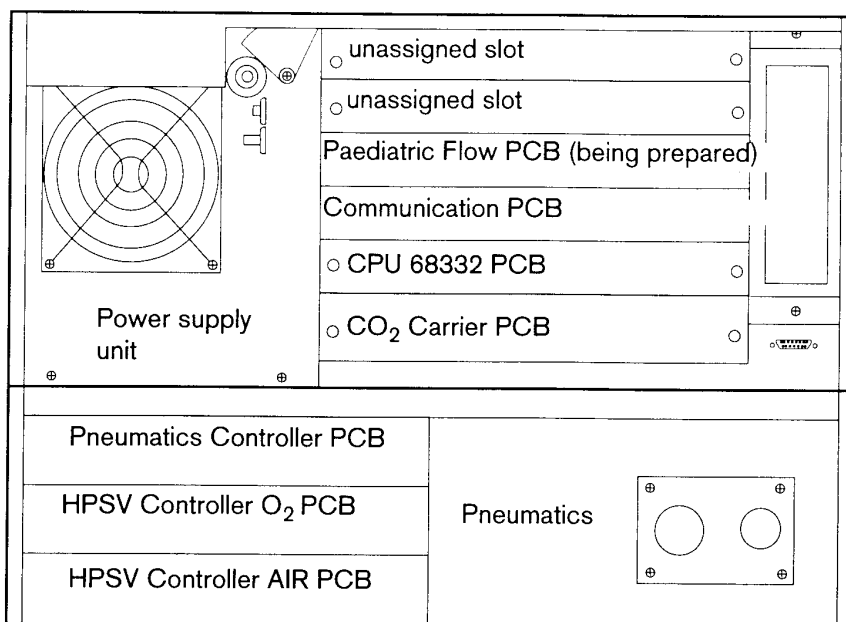 unassigned slot
unassigned slot
Paediatric Flow PCB (being prepared)
Communication PCB
CPU 68332 PCB
CO₂ Carrier PCB
Power supply
unit
Pneumatics Controller PCB
HPSV Controller O₂ PCB
HPSV Controller AIR PCB
Pneumatics